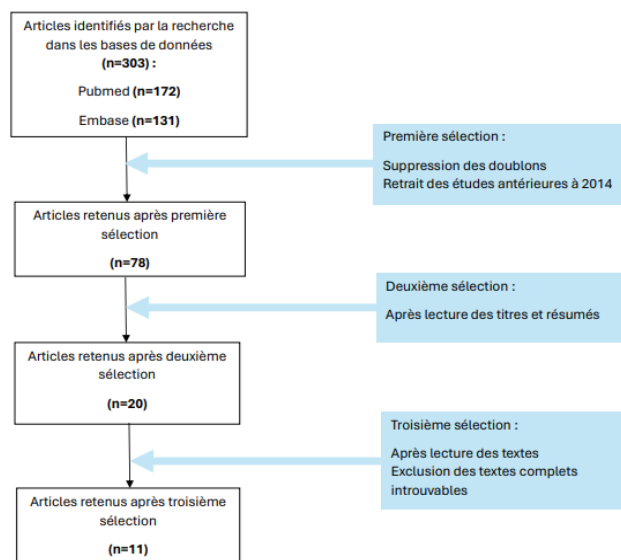 Articles identifiés par la recherche
dans les bases de données
(n=303) :
Pubmed (n=172)
Embase (n=131)
Première sélection :
Suppression des doublons
Retrait des études antérieures à 2014
Articles retenus après première
sélection
(n=78)
Deuxième sélection :
Après lecture des titres et résumés
Articles retenus après deuxième
sélection
(n=20)
Troisième sélection :
Après lecture des textes
Exclusion des textes complets
introuvables
Articles retenus après troisième
sélection
(n=11)